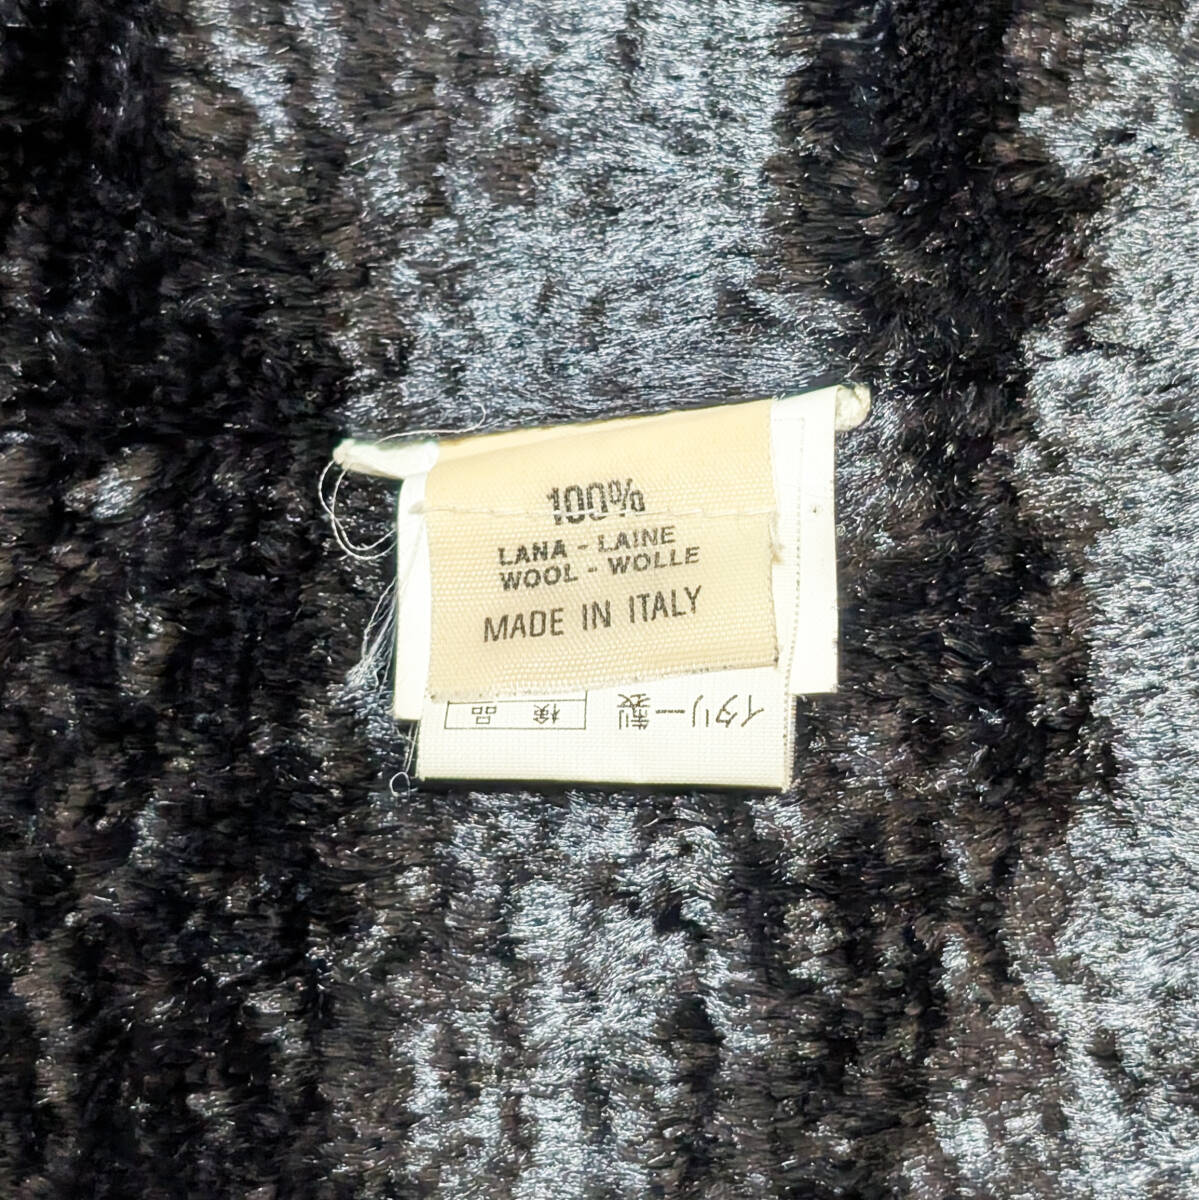 100%
LANA - LAINE
WOOL - WOLLE
MADE IN ITALY
イタリー製 検品